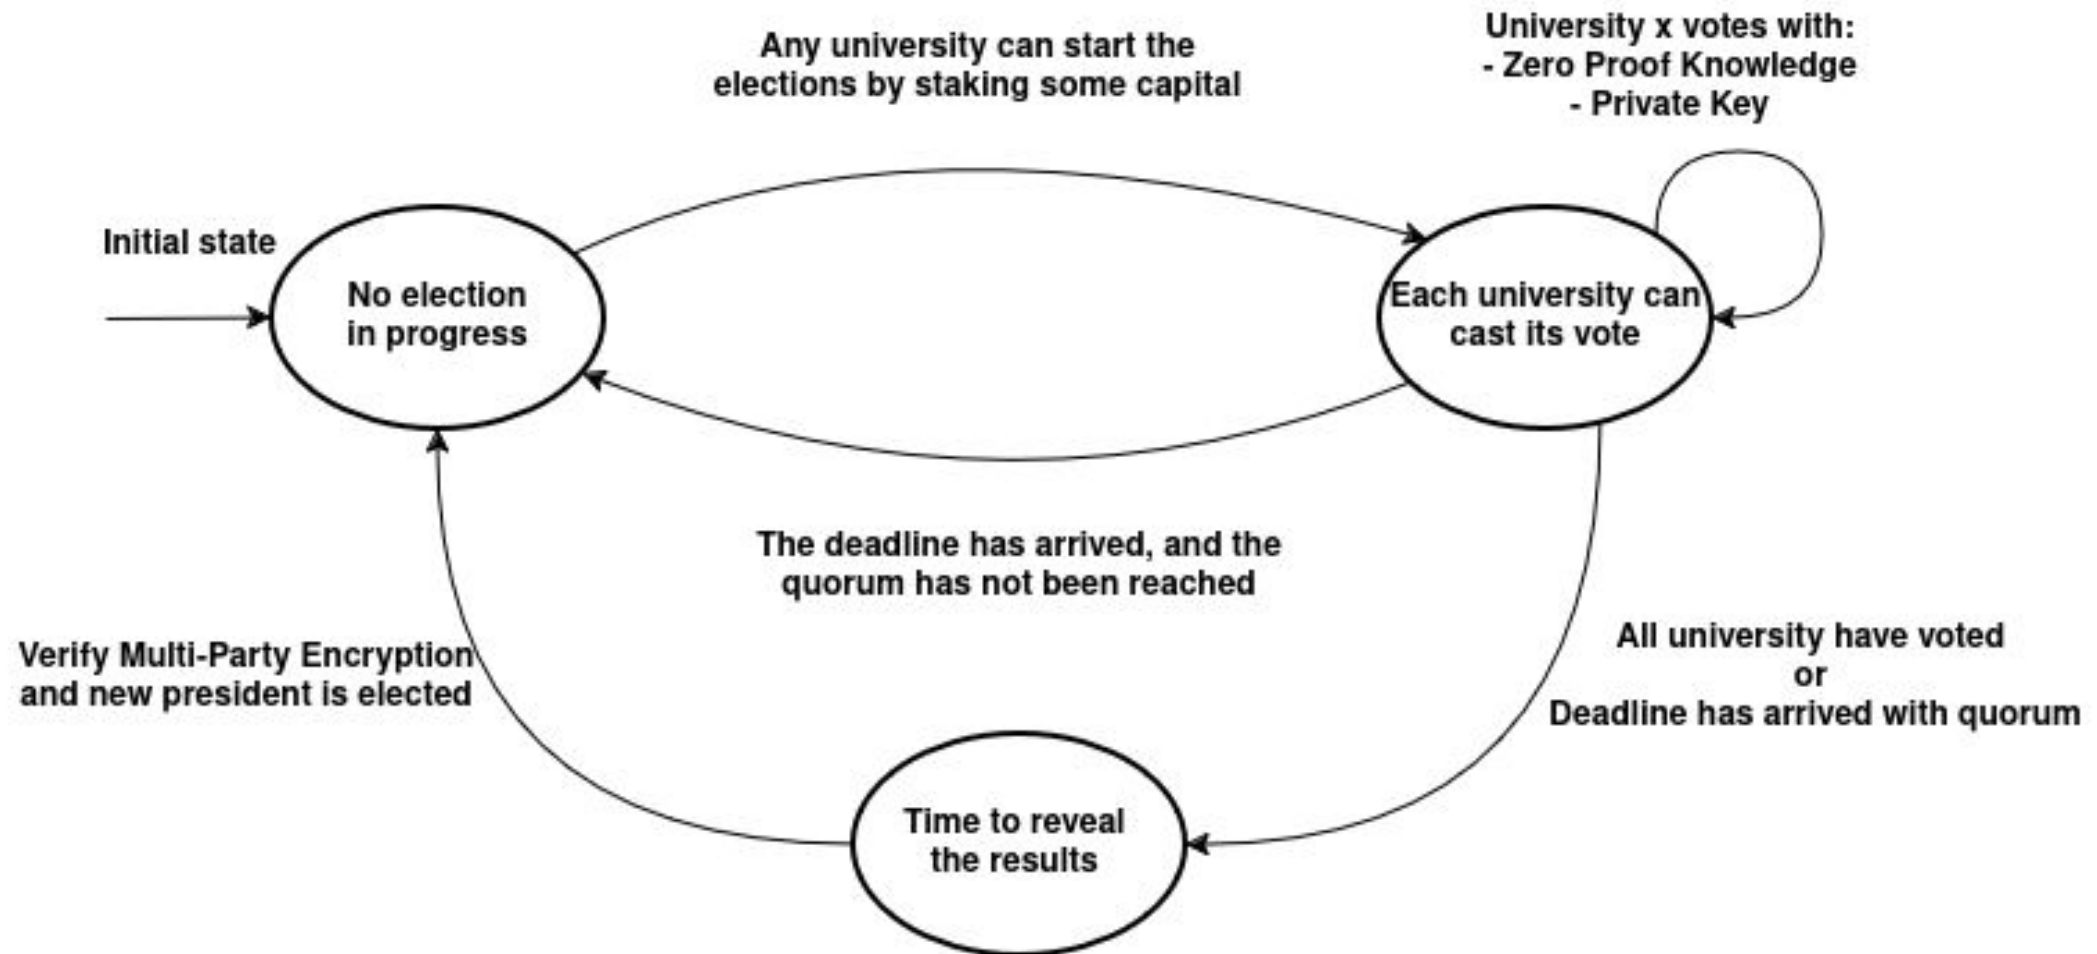 Any university can start the
elections by staking some capital
University x votes with:
- Zero Proof Knowledge
- Private Key
Initial state
No election
in progress
Each university can
cast its vote
The deadline has arrived, and the
quorum has not been reached
All university have voted
or
Deadline has arrived with quorum
Verify Multi-Party Encryption
and new president is elected
Time to reveal
the results